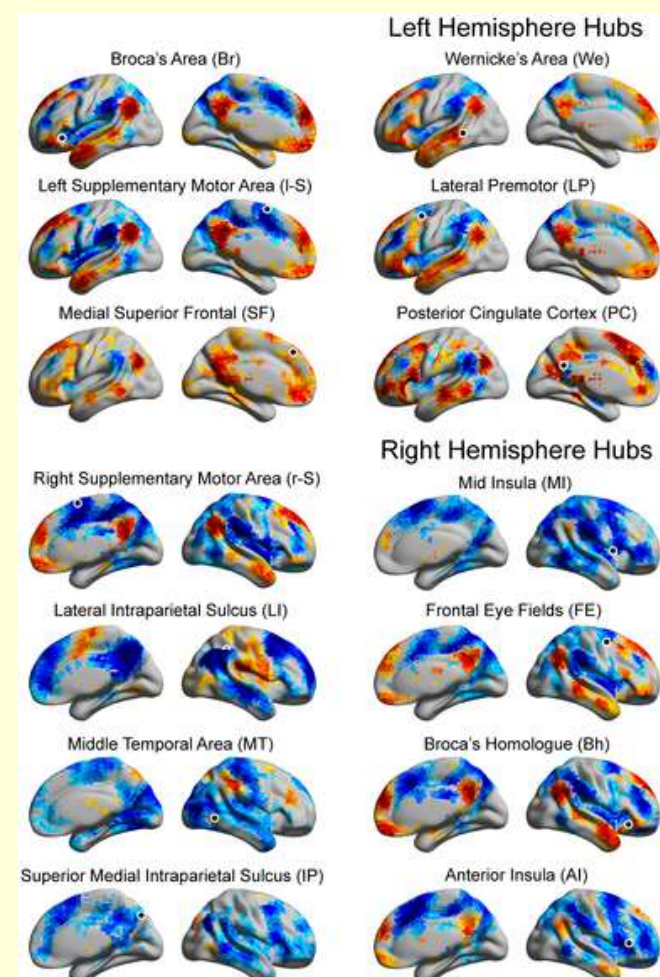 Left Hemisphere Hubs
Broca's Area (Br)
Wernicke's Area (We)
Left Supplementary Motor Area (l-S)
Lateral Premotor (LP)
Medial Superior Frontal (SF)
Posterior Cingulate Cortex (PC)
Right Hemisphere Hubs
Right Supplementary Motor Area (r-S)
Mid Insula (MI)
Lateral Intraparietal Sulcus (LI)
Frontal Eye Fields (FE)
Middle Temporal Area (MT)
Broca's Homologue (Bh)
Superior Medial Intraparietal Sulcus (IP)
Anterior Insula (AI)